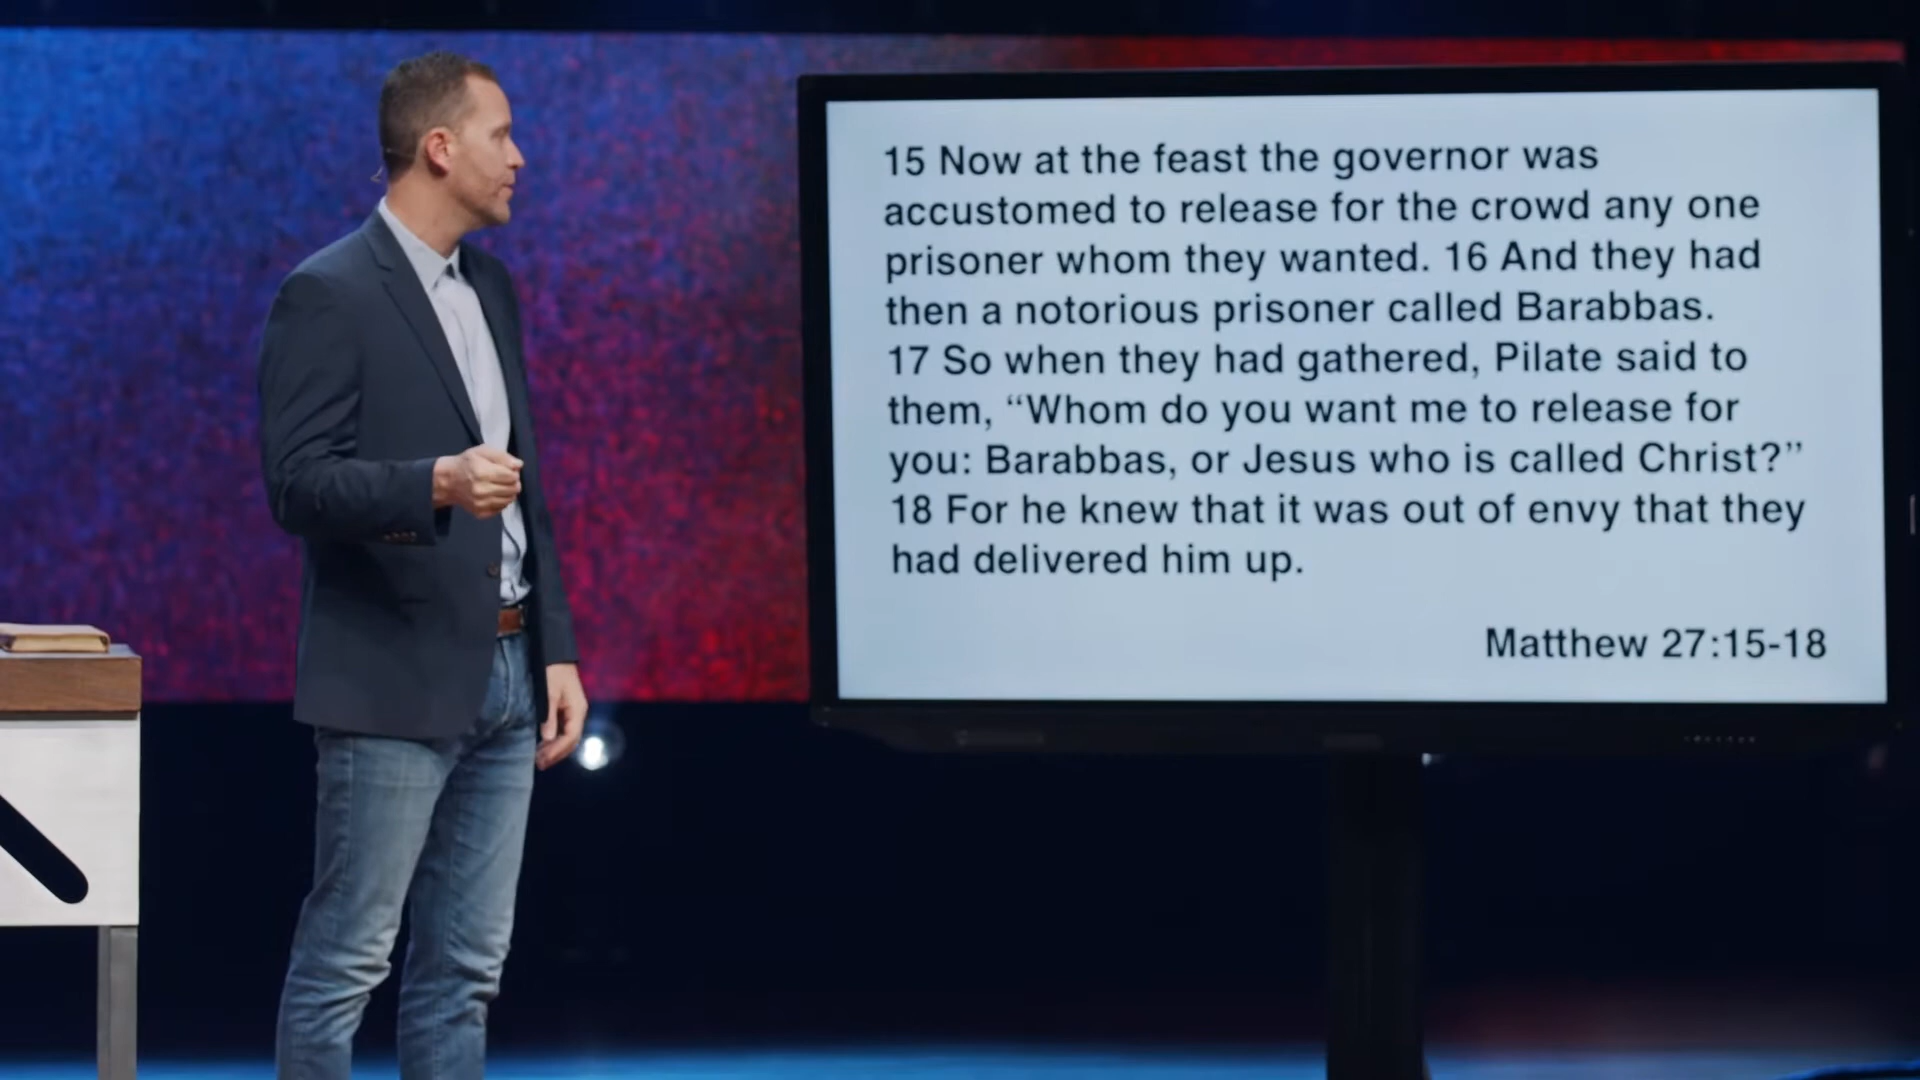 15 Now at the feast the governor was
accustomed to release for the crowd any one
prisoner whom they wanted. 16 And they had
then a notorious prisoner called Barabbas.
17 So when they had gathered, Pilate said to
them, “Whom do you want me to release for
you: Barabbas, or Jesus who is called Christ?”
18 For he knew that it was out of envy that they
had delivered him up.
Matthew 27:15-18